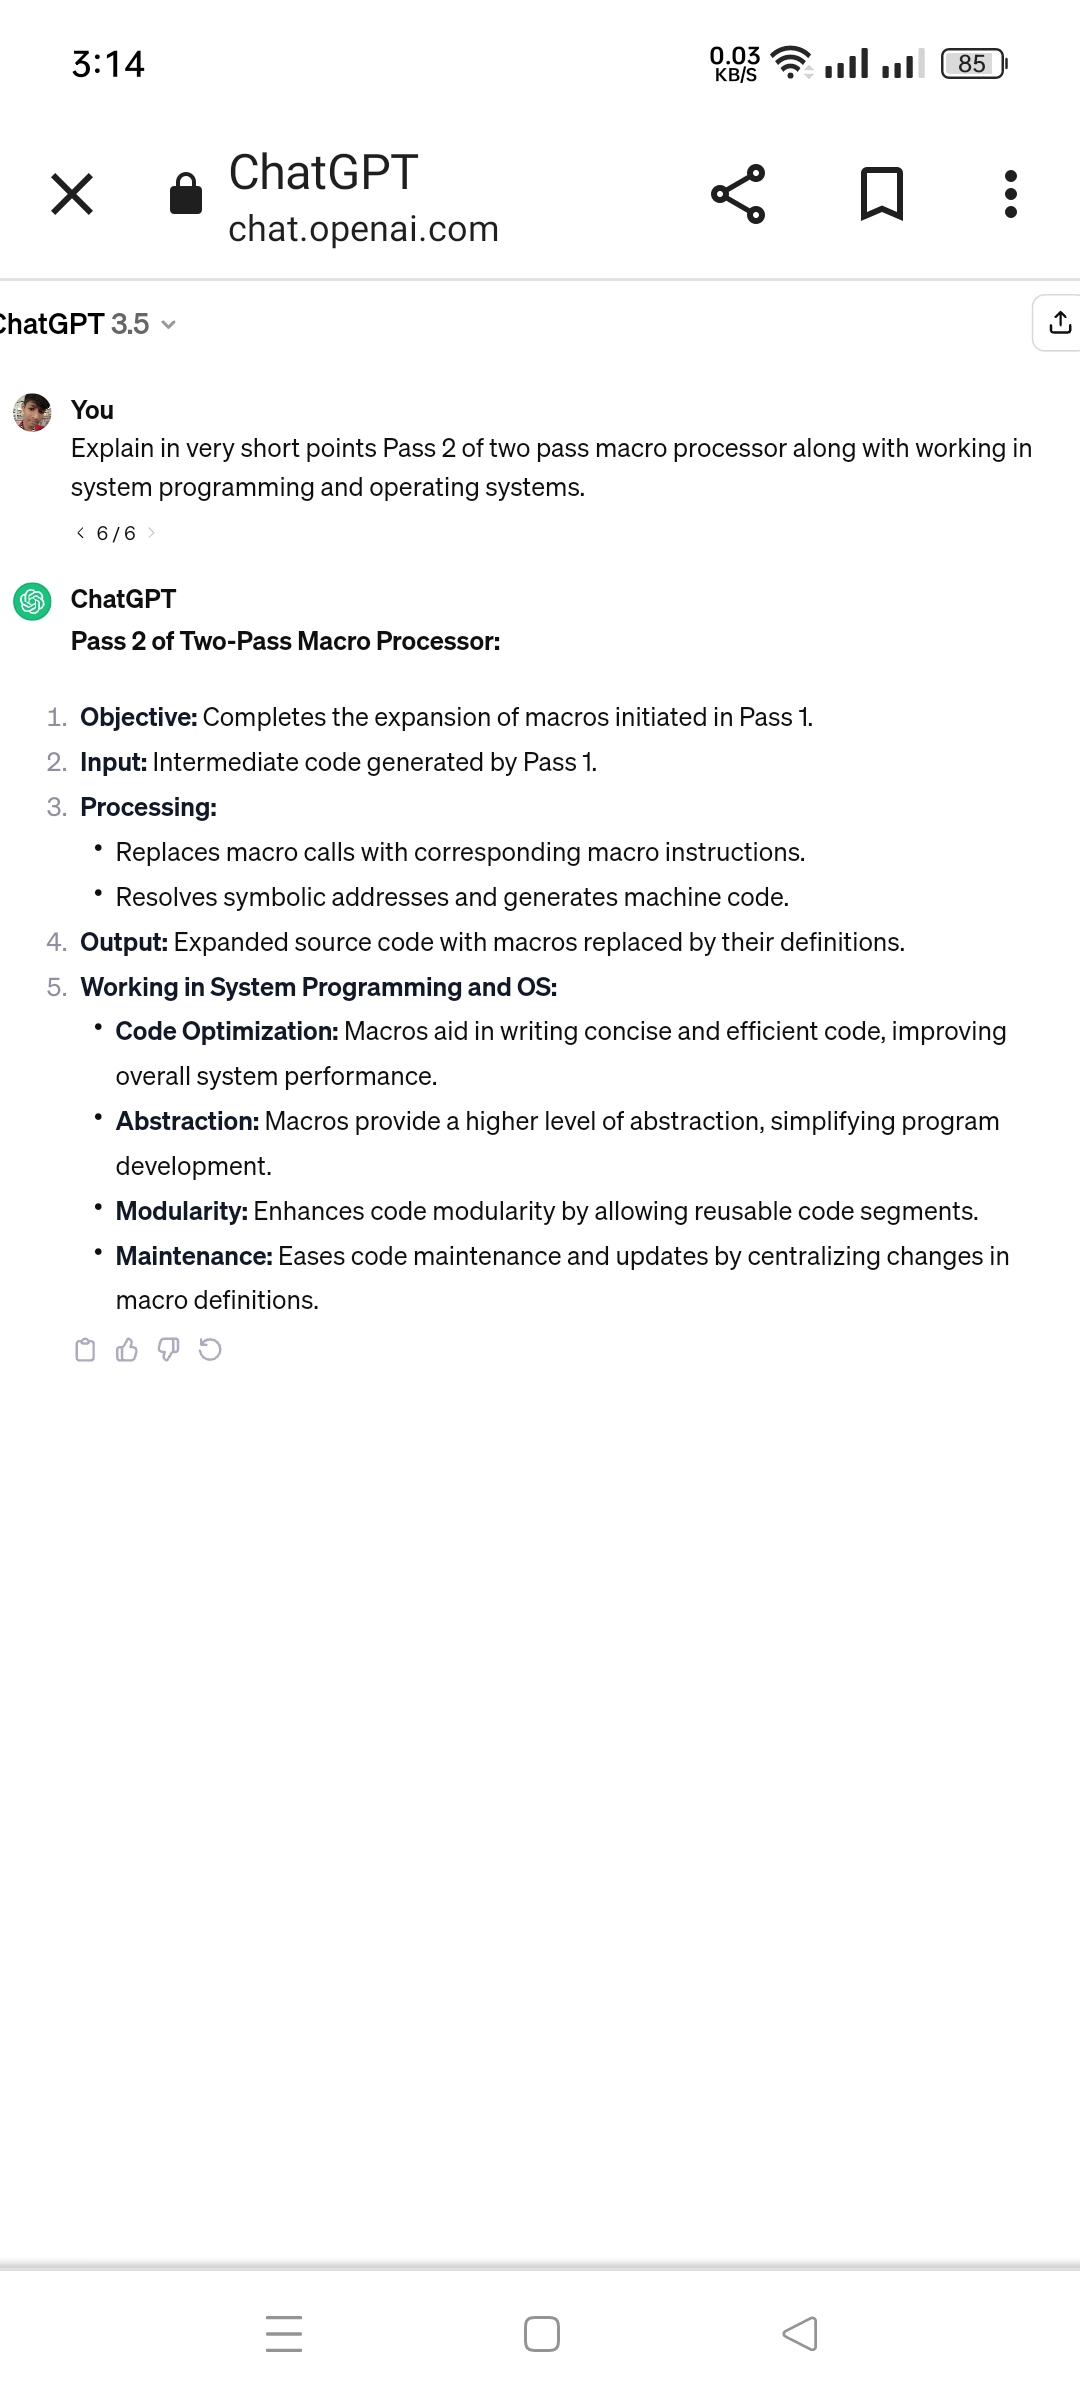 3:14
0.03
KB/S
85
ChatGPT
chat.openai.com
ChatGPT 3.5
You
Explain in very short points Pass 2 of two pass macro processor along with working in
system programming and operating systems.
6 / 6
ChatGPT
Pass 2 of Two-Pass Macro Processor:
1. Objective: Completes the expansion of macros initiated in Pass 1.
2. Input: Intermediate code generated by Pass 1.
3. Processing:
• Replaces macro calls with corresponding macro instructions.
• Resolves symbolic addresses and generates machine code.
4. Output: Expanded source code with macros replaced by their definitions.
5. Working in System Programming and OS:
• Code Optimization: Macros aid in writing concise and efficient code, improving
overall system performance.
• Abstraction: Macros provide a higher level of abstraction, simplifying program
development.
• Modularity: Enhances code modularity by allowing reusable code segments.
• Maintenance: Eases code maintenance and updates by centralizing changes in
macro definitions.